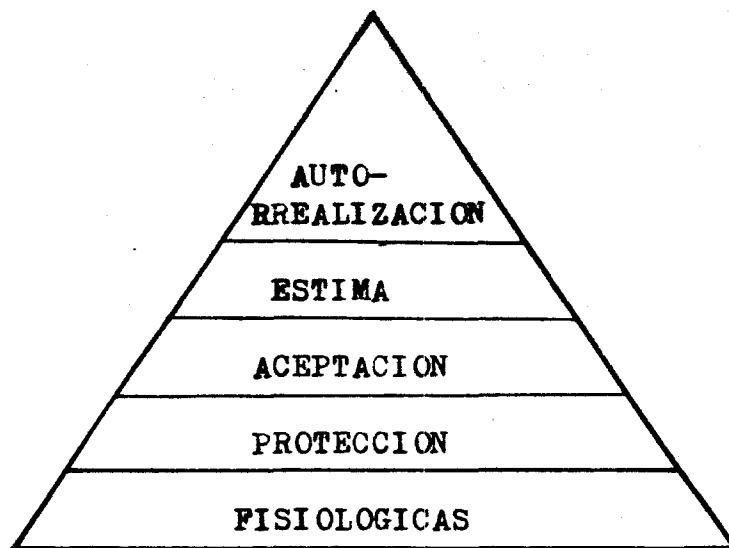 AUTO-
RREALIZACION
ESTIMA
ACEPTACION
PROTECCION
FISIOLOGICAS